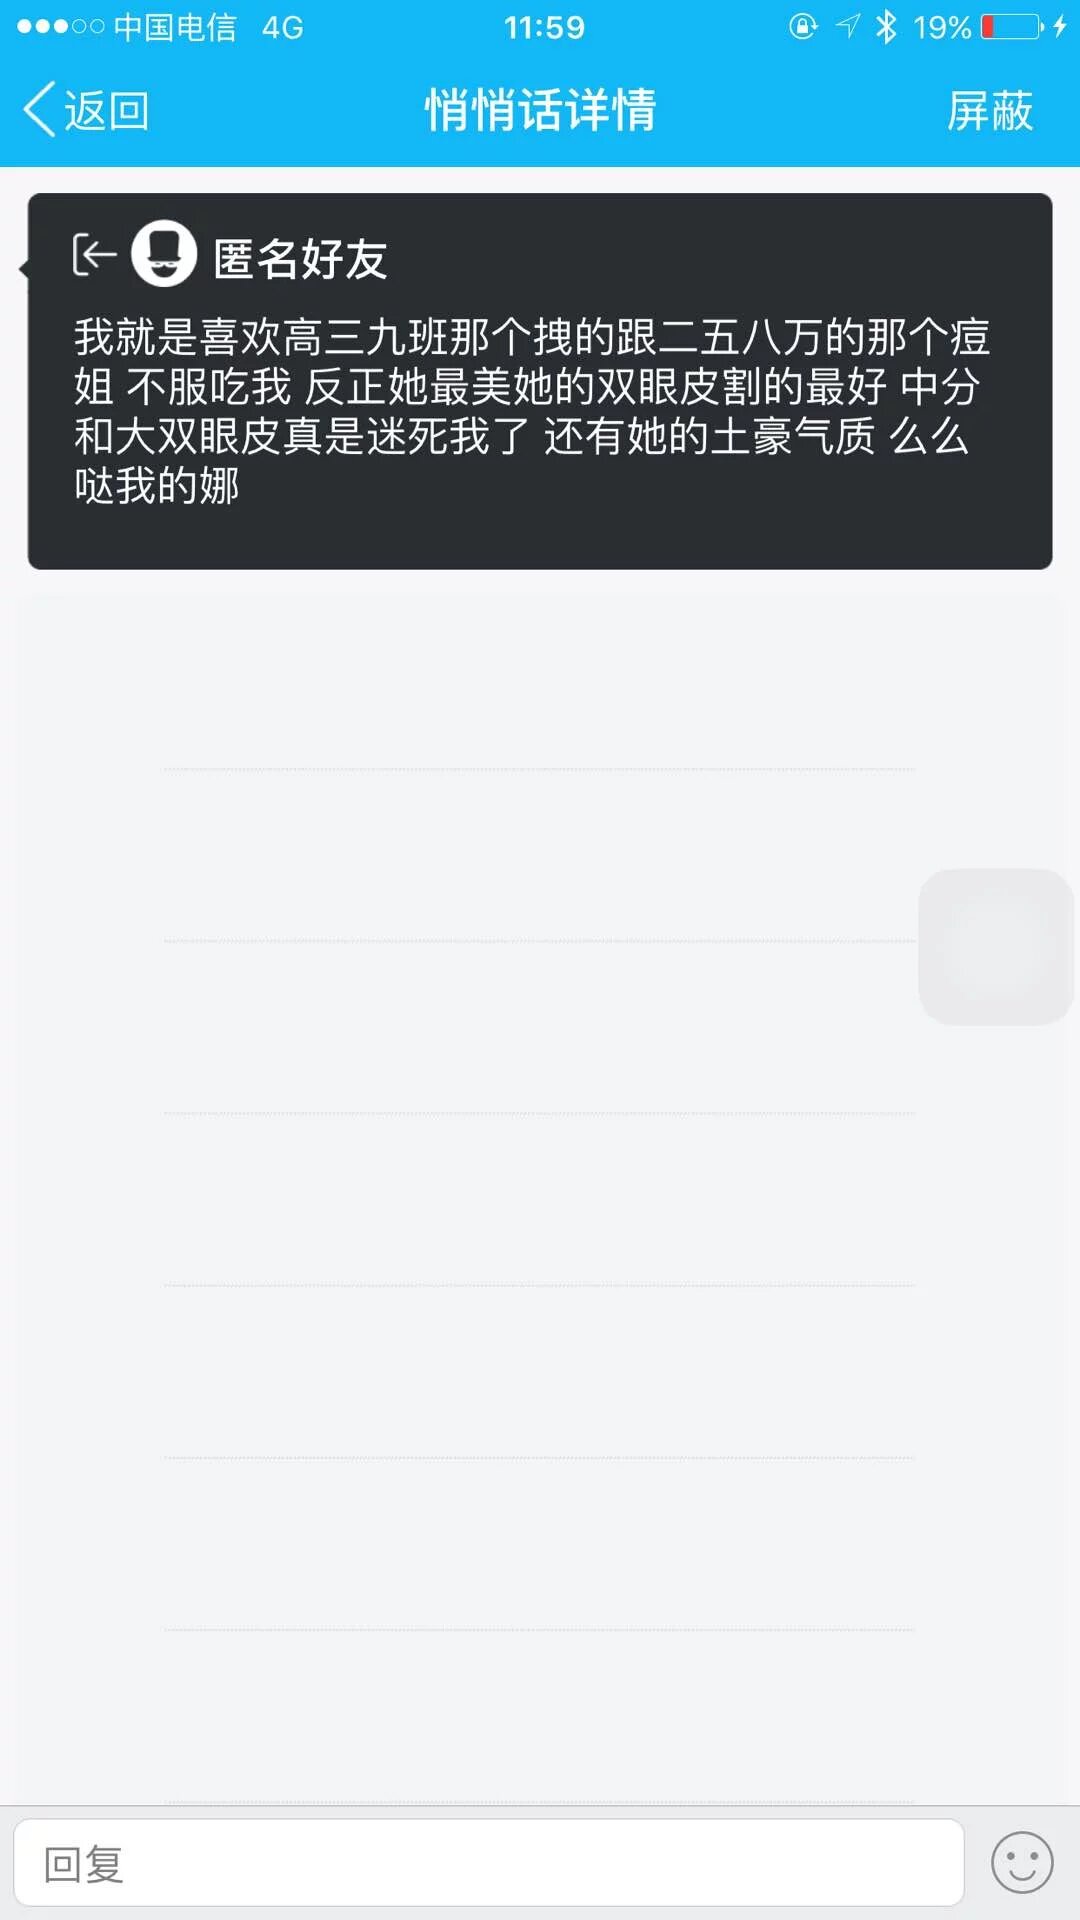 中国电信 4G 11:59 19%
返回 悄悄话详情 屏蔽
匿名好友
我就是喜欢高三九班那个拽的跟二五八万的那个痘
姐 不服吃我 反正她最美她的双眼皮割的最好 中分
和大双眼皮真是迷死我了 还有她的土豪气质 么么
哒我的娜
回复